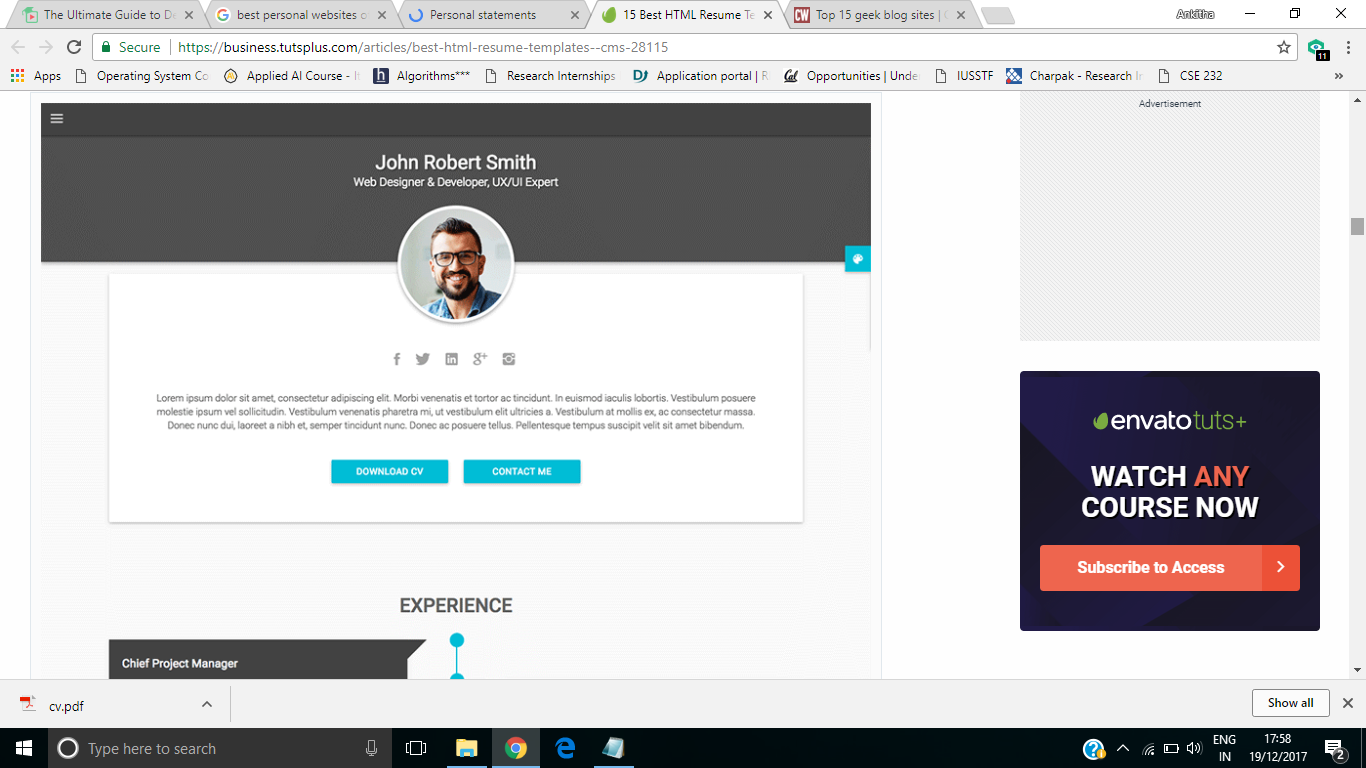 The Ultimate Guide to De
best personal websites o
Personal statements
15 Best HTML Resume Te
Top 15 geek blog sites |
Ankitha
Secure | https://business.tutsplus.com/articles/best-html-resume-templates--cms-28115
11
Apps
Operating System Co
Applied AI Course - I
Algorithms***
Research Internships
Application portal |
Opportunities | Unde
IUSSTF
Charpak - Research I
CSE 232
»
Advertisement
John Robert Smith
Web Designer & Developer, UX/UI Expert
Lorem ipsum dolor sit amet, consectetur adipiscing elit. Morbi venenatis et tortor ac tincidunt. In euismod iaculis lobortis. Vestibulum posuere
molestie ipsum vel sollicitudin. Vestibulum venenatis pharetra mi, ut vestibulum elit ultricies a. Vestibulum at mollis ex, ac consectetur massa.
Donec nunc dui, laoreet a nibh et, semper tincidunt nunc. Donec ac posuere tellus. Pellentesque tempus suscipit velit sit amet bibendum.
DOWNLOAD CV
CONTACT ME
envatotuts+
WATCH ANY
COURSE NOW
Subscribe to Access
EXPERIENCE
Chief Project Manager
cv.pdf
Show all
Type here to search
ENG
IN
17:58
19/12/2017
2